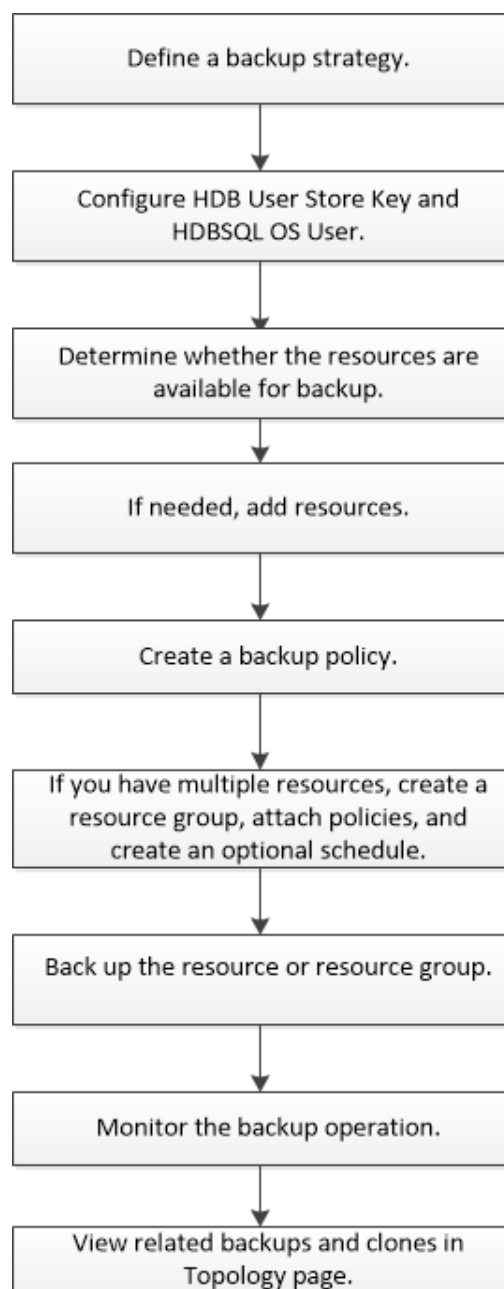 Define a backup strategy.
Configure HDB User Store Key and
HDBSQL OS User.
Determine whether the resources are
available for backup.
If needed, add resources.
Create a backup policy.
If you have multiple resources, create a
resource group, attach policies, and
create an optional schedule.
Back up the resource or resource group.
Monitor the backup operation.
View related backups and clones in
Topology page.